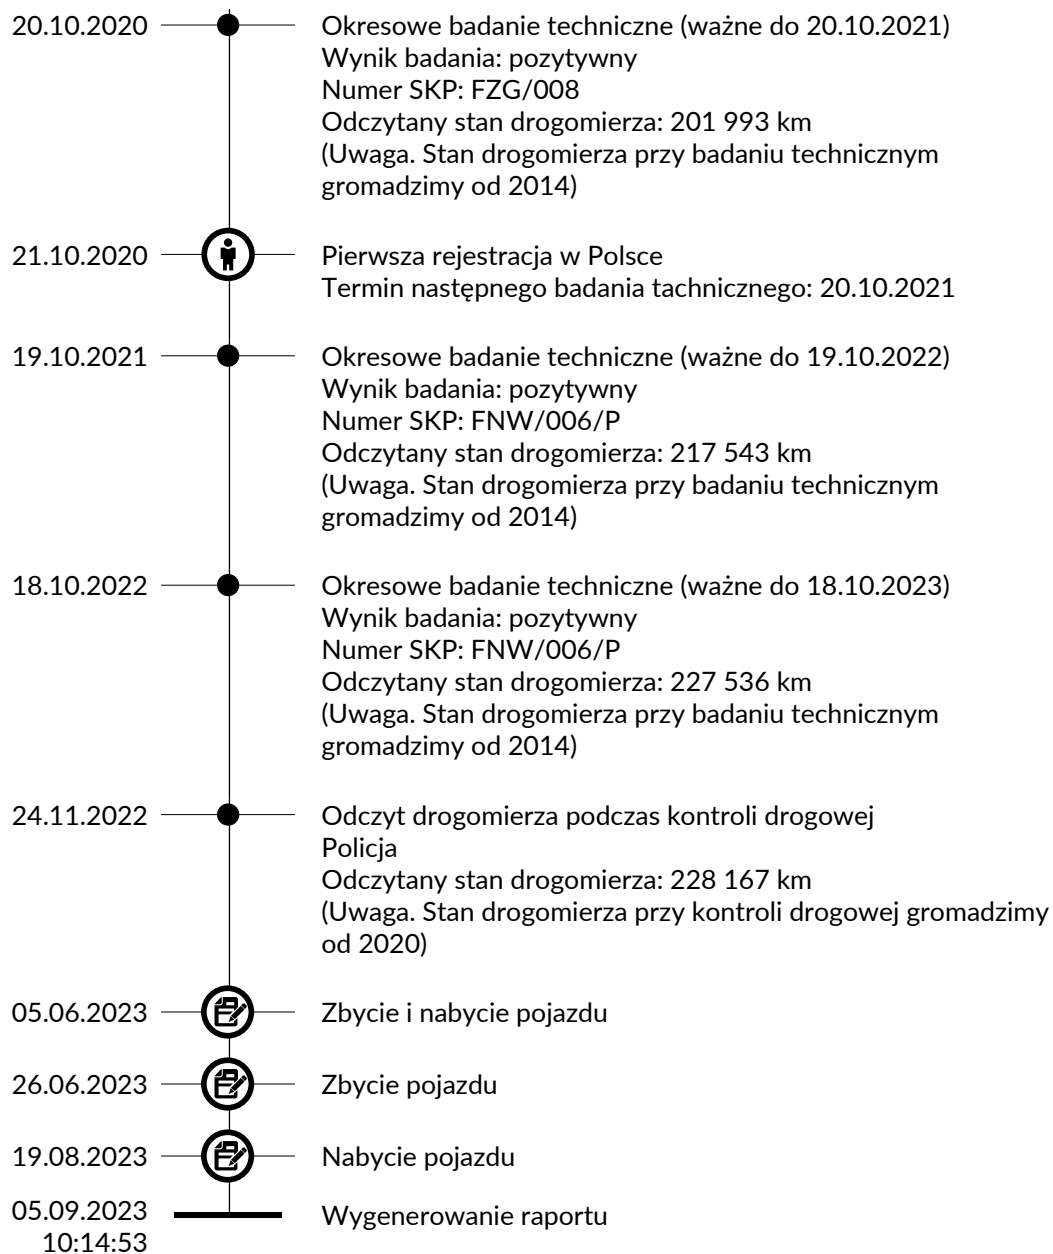 20.10.2020
Okresowe badanie techniczne (ważne do 20.10.2021)
Wynik badania: pozytywny
Numer SKP: FZG/008
Odczytany stan drogomierza: 201 993 km
(Uwaga. Stan drogomierza przy badaniu technicznym
gromadzimy od 2014)
21.10.2020
Pierwsza rejestracja w Polsce
Termin następnego badania tachnicznego: 20.10.2021
19.10.2021
Okresowe badanie techniczne (ważne do 19.10.2022)
Wynik badania: pozytywny
Numer SKP: FNW/006/P
Odczytany stan drogomierza: 217 543 km
(Uwaga. Stan drogomierza przy badaniu technicznym
gromadzimy od 2014)
18.10.2022
Okresowe badanie techniczne (ważne do 18.10.2023)
Wynik badania: pozytywny
Numer SKP: FNW/006/P
Odczytany stan drogomierza: 227 536 km
(Uwaga. Stan drogomierza przy badaniu technicznym
gromadzimy od 2014)
24.11.2022
Odczyt drogomierza podczas kontroli drogowej
Policja
Odczytany stan drogomierza: 228 167 km
(Uwaga. Stan drogomierza przy kontroli drogowej gromadzimy
od 2020)
05.06.2023
Zbycie i nabycie pojazdu
26.06.2023
Zbycie pojazdu
19.08.2023
Nabycie pojazdu
05.09.2023
10:14:53
Wygenerowanie raportu